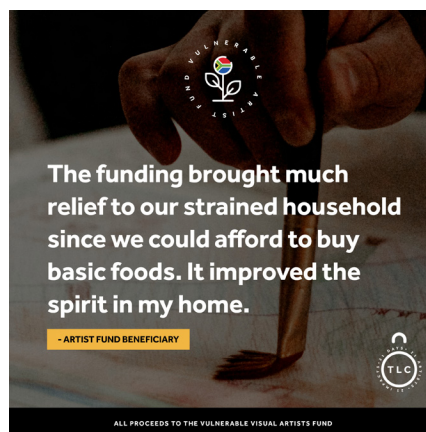 VULNERABLE ARTIST FUND
The funding brought much
relief to our strained household
since we could afford to buy
basic foods. It improved the
spirit in my home.
- ARTIST FUND BENEFICIARY
TLC
ALL PROCEEDS TO THE VULNERABLE VISUAL ARTISTS FUND